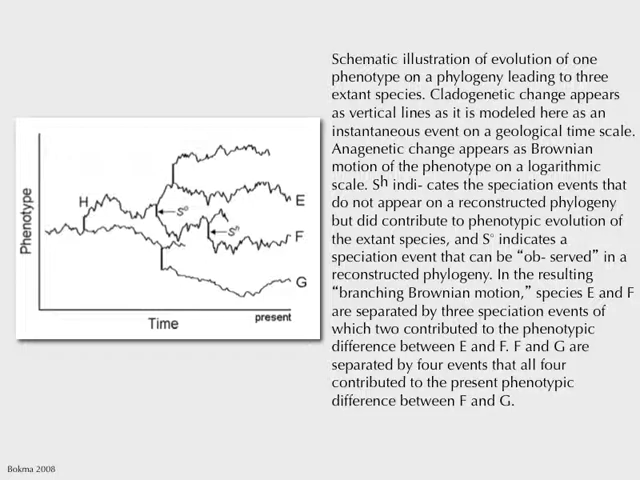 Schematic illustration of evolution of one
phenotype on a phylogeny leading to three
extant species. Cladogenetic change appears
as vertical lines as it is modeled here as an
instantaneous event on a geological time scale.
Anagenetic change appears as Brownian
motion of the phenotype on a logarithmic
scale. Sh indi- cates the speciation events that
do not appear on a reconstructed phylogeny
but did contribute to phenotypic evolution of
the extant species, and S° indicates a
speciation event that can be “ob- served” in a
reconstructed phylogeny. In the resulting
“branching Brownian motion,” species E and F
are separated by three speciation events of
which two contributed to the phenotypic
difference between E and F. F and G are
separated by four events that all four
contributed to the present phenotypic
difference between F and G.
Phenotype
H
S°
Sh
E
F
G
present
Time
Bokma 2008